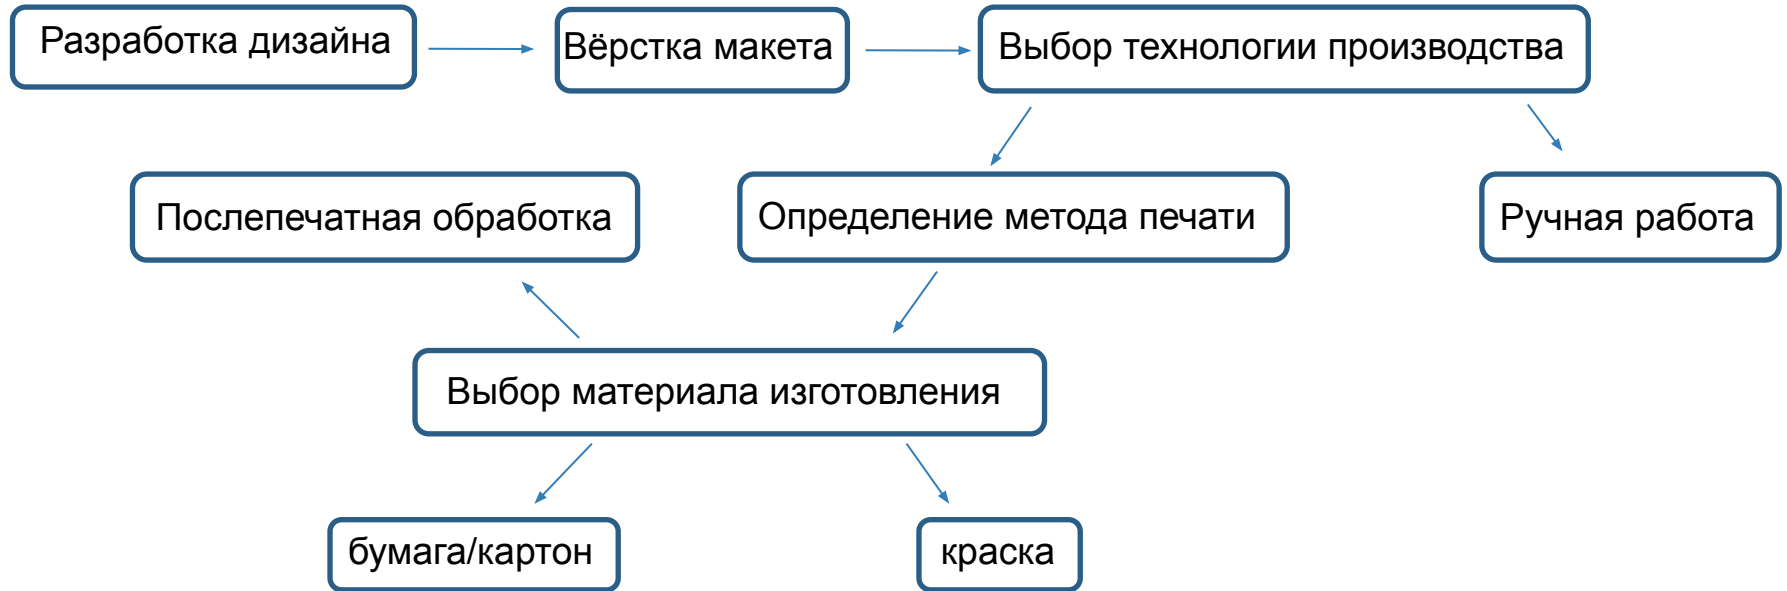 Разработка дизайна
Вёрстка макета
Выбор технологии производства
Послепечатная обработка
Определение метода печати
Ручная работа
Выбор материала изготовления
бумага/картон
краска